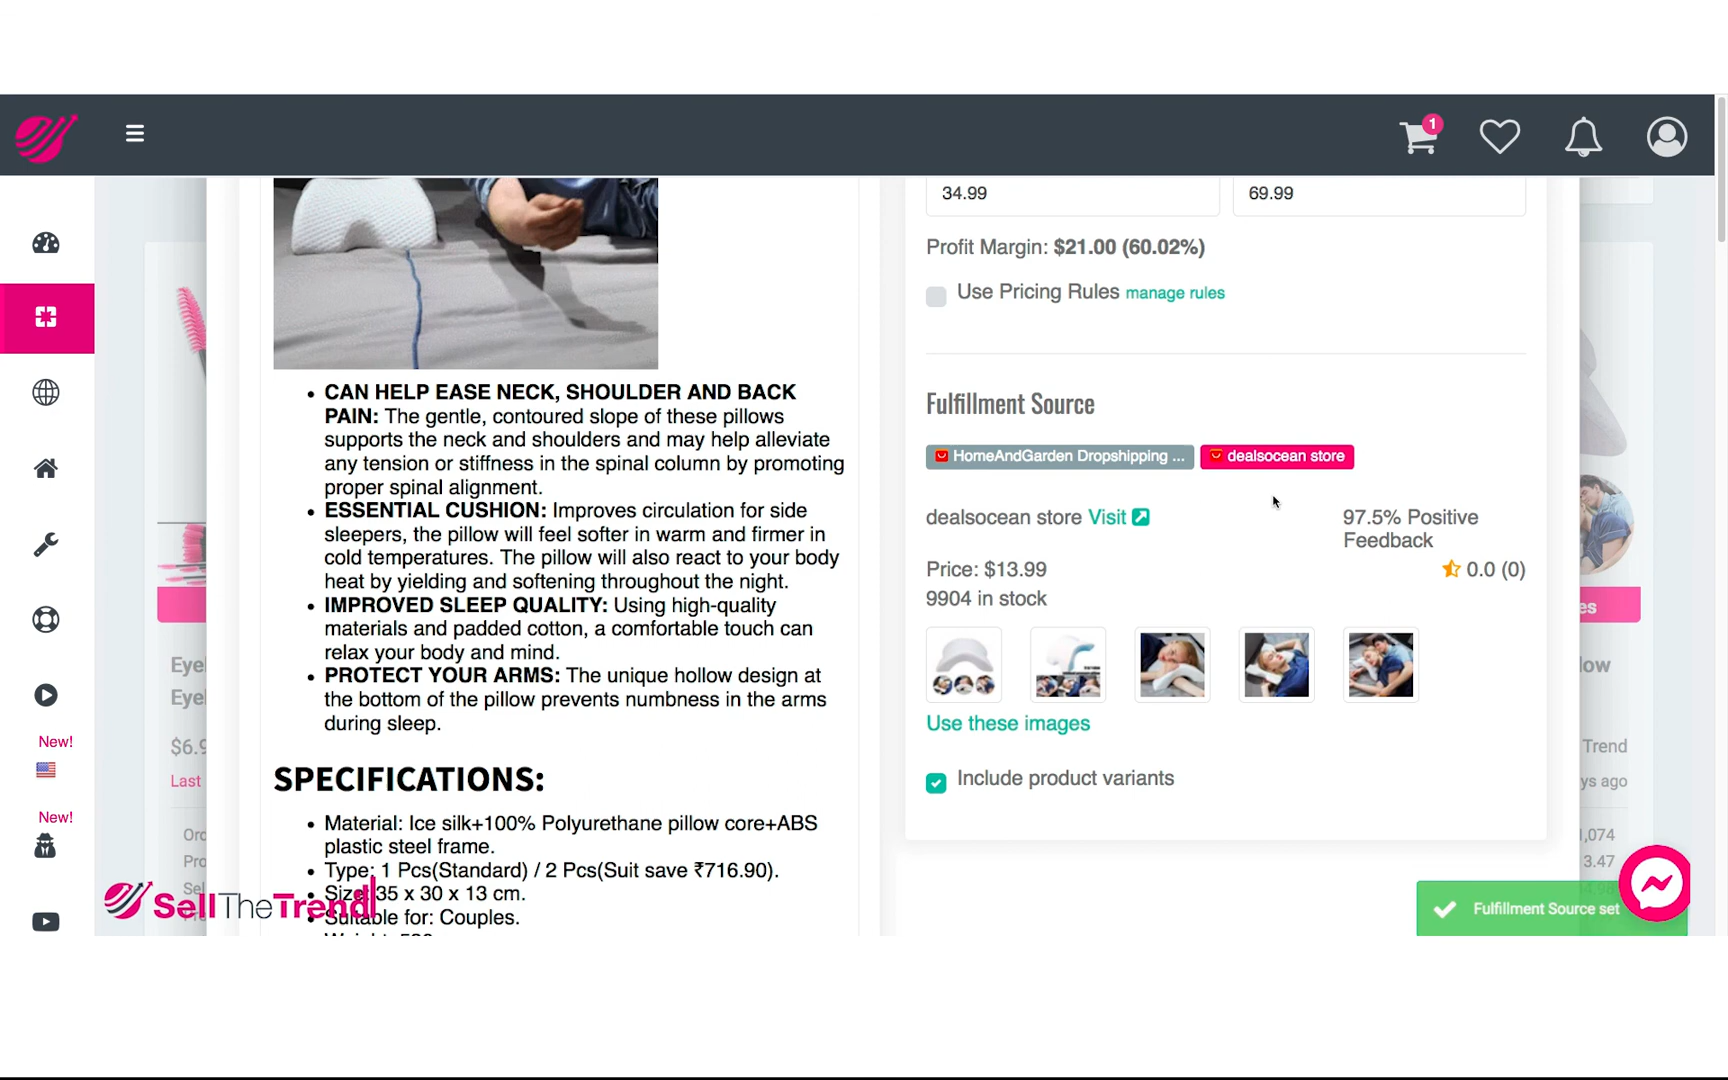 1
34.99
69.99
Profit Margin: $21.00 (60.02%)
Use Pricing Rules manage rules
Fulfillment Source
HomeAndGarden Dropshipping ...
dealsocean store
dealsocean store Visit
97.5% Positive
Feedback
Price: $13.99
0.0 (0)
9904 in stock
Use these images
Include product variants
CAN HELP EASE NECK, SHOULDER AND BACK
PAIN: The gentle, contoured slope of these pillows
supports the neck and shoulders and may help alleviate
any tension or stiffness in the spinal column by promoting
proper spinal alignment.
ESSENTIAL CUSHION: Improves circulation for side
sleepers, the pillow will feel softer in warm and firmer in
cold temperatures. The pillow will also react to your body
heat by yielding and softening throughout the night.
IMPROVED SLEEP QUALITY: Using high-quality
materials and padded cotton, a comfortable touch can
relax your body and mind.
PROTECT YOUR ARMS: The unique hollow design at
the bottom of the pillow prevents numbness in the arms
during sleep.
SPECIFICATIONS:
Material: Ice silk+100% Polyurethane pillow core+ABS
plastic steel frame.
Type: 1 Pcs(Standard) / 2 Pcs(Suit save ₹716.90).
Size: 35 x 30 x 13 cm.
Suitable for: Couples.
New!
New!
Eye
Eye
$6.9
Last
Pro
Sel
SellTheTrend
es
low
Trend
ys ago
,074
3.47
Fulfillment Source set